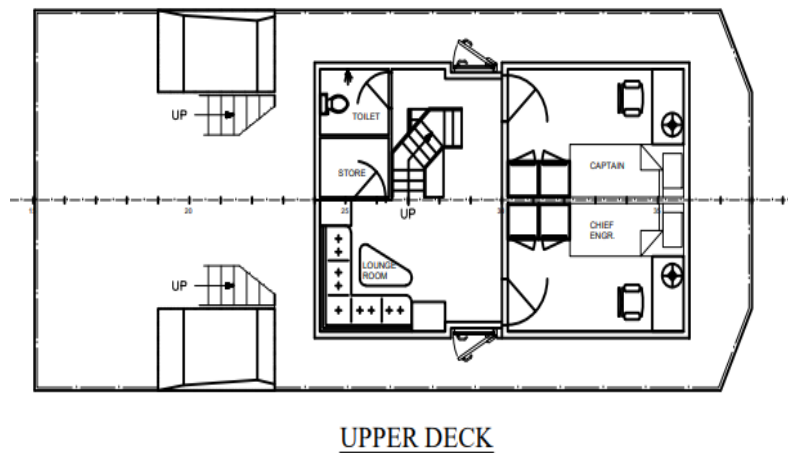 UP
TOILET
STORE
CAPTAIN
20
25
30
35
UP
CHIEF
ENGR.
LOUNGE
ROOM
UP
UPPER DECK